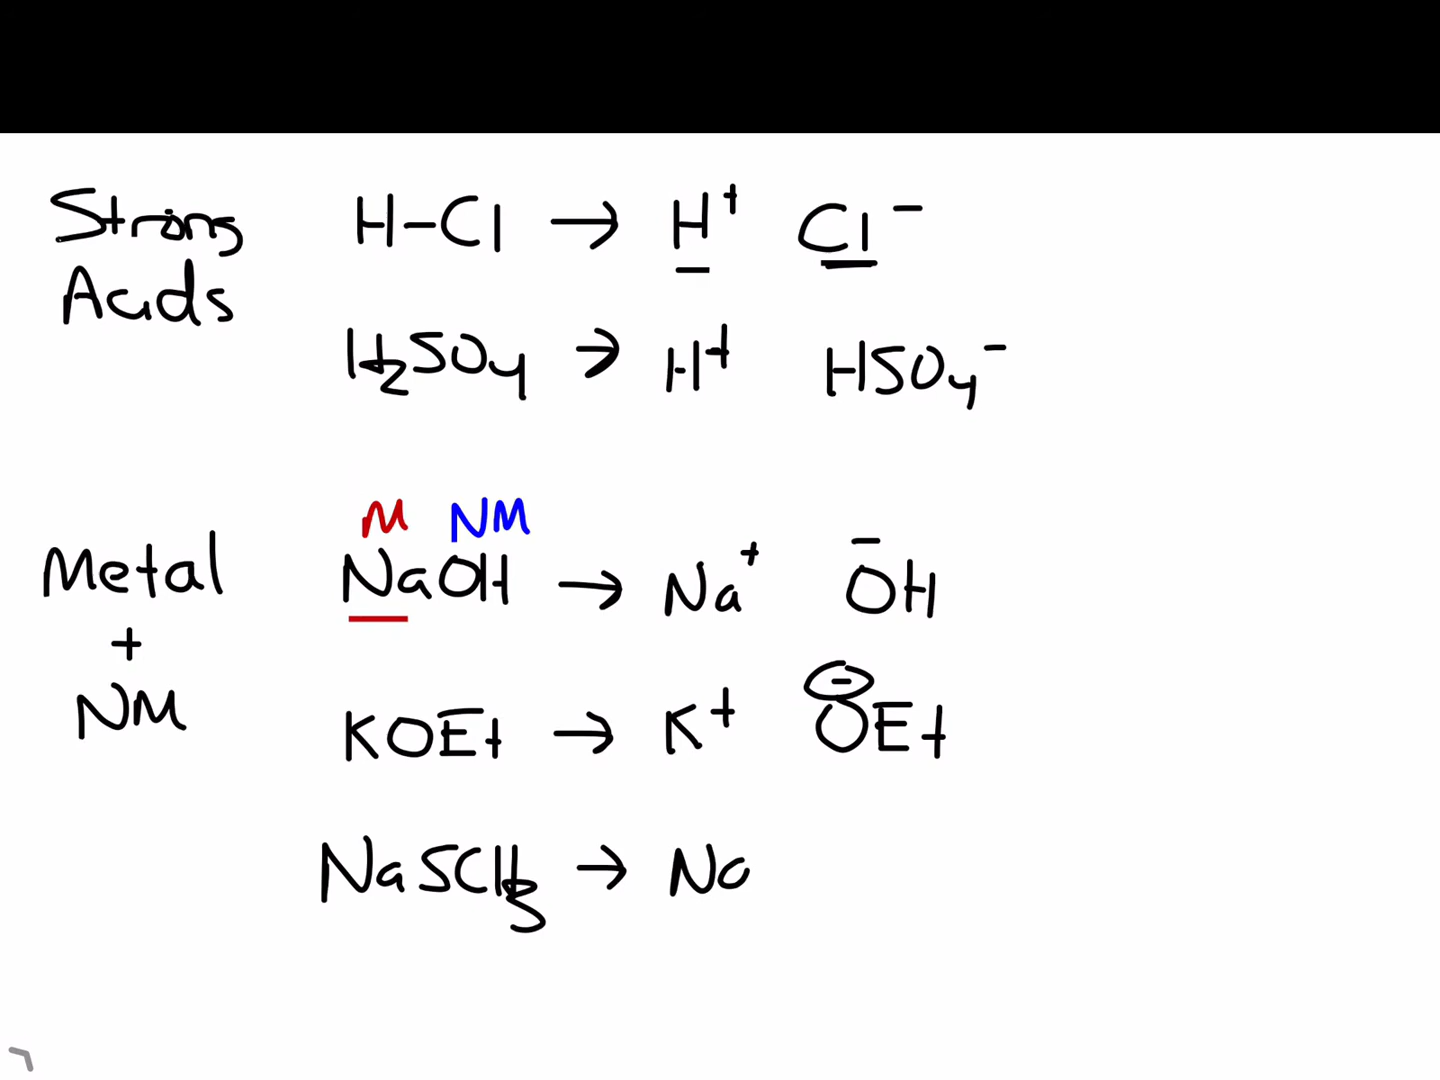 Strong H-Cl → H⁺ Cl⁻
Acids
H₂SO₄ → H⁺ HSO₄⁻
M NM
Metal NaOH → Na⁺ ⁻OH
+
NM KOEt → K⁺ ⊖OEt
NaSCH₃ → Na